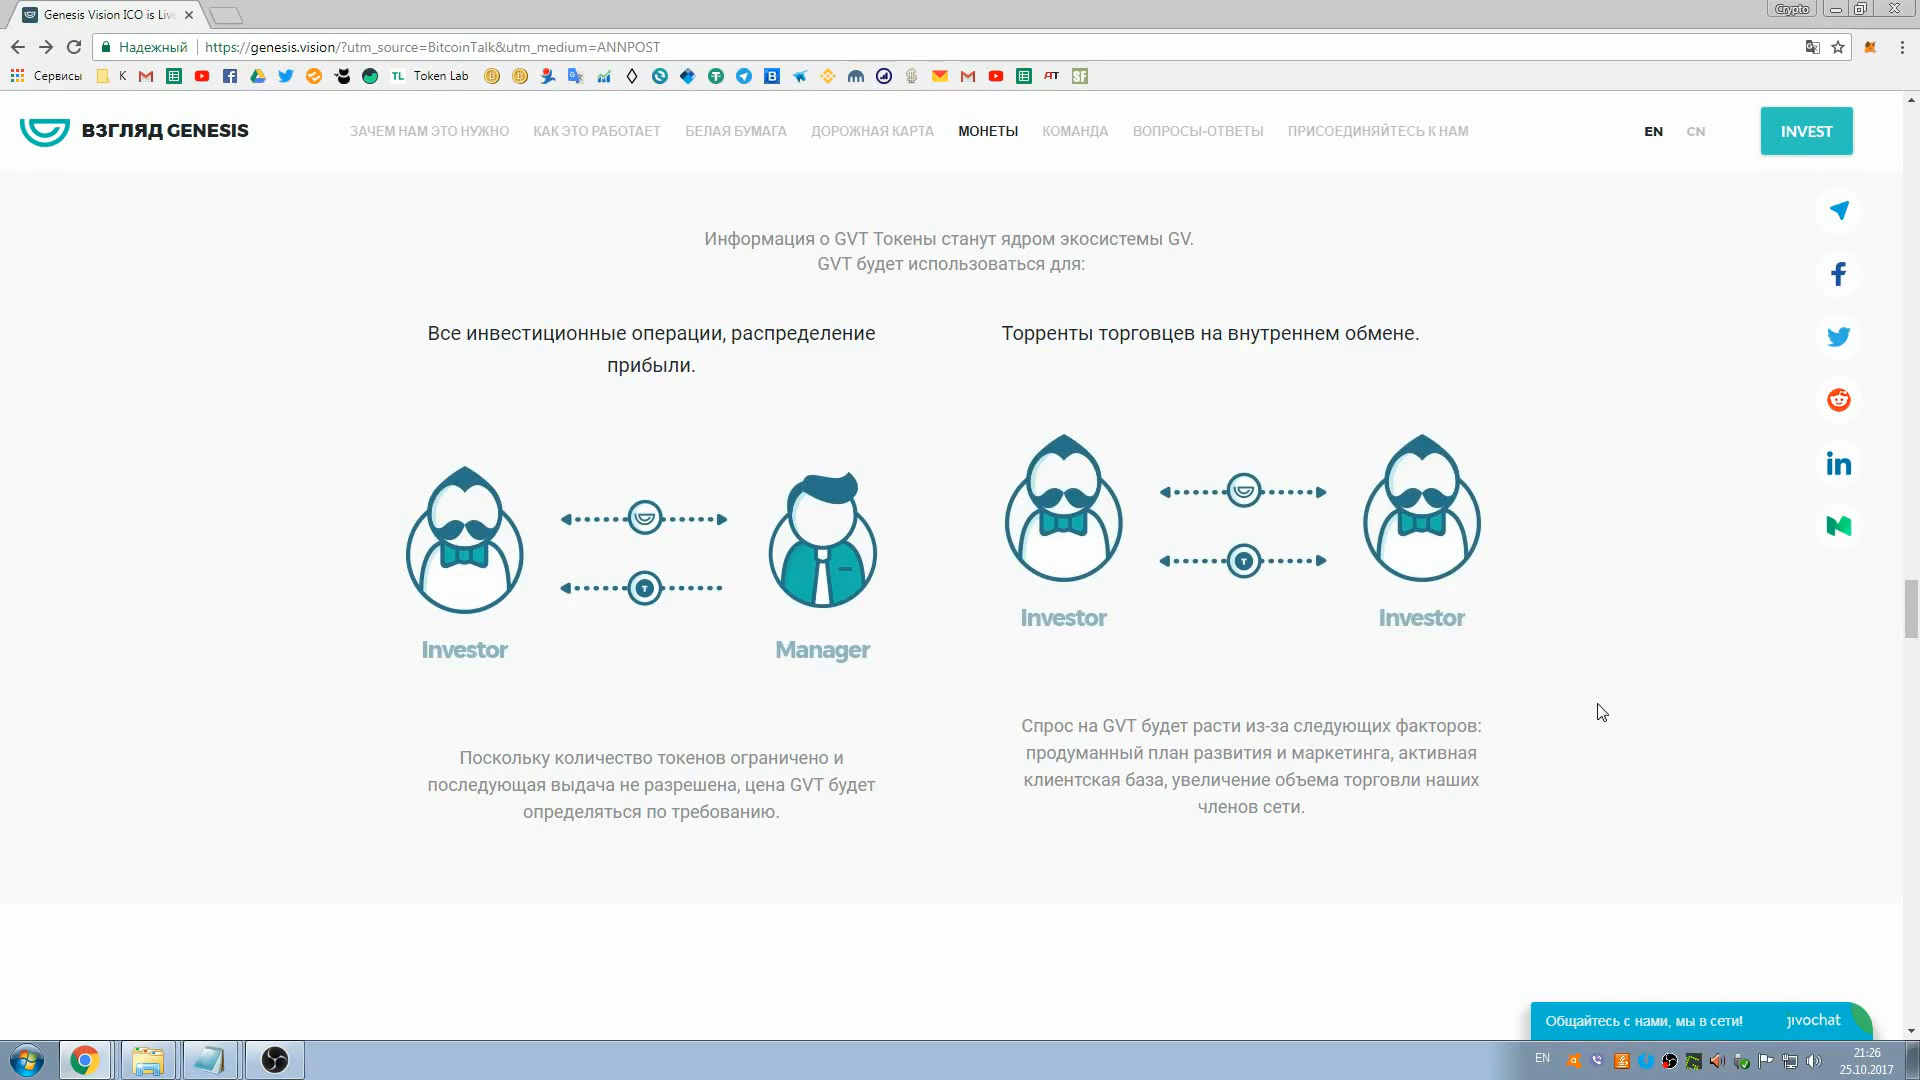 Genesis Vision ICO is Liv
Crypto
Надежный
https://genesis.vision/?utm_source=BitcoinTalk&utm_medium=ANNPOST
Сервисы
K
TL
Token Lab
AT
SF
ВЗГЛЯД GENESIS
ЗАЧЕМ НАМ ЭТО НУЖНО
КАК ЭТО РАБОТАЕТ
БЕЛАЯ БУМАГА
ДОРОЖНАЯ КАРТА
МОНЕТЫ
КОМАНДА
ВОПРОСЫ-ОТВЕТЫ
ПРИСОЕДИНЯЙТЕСЬ К НАМ
EN
CN
INVEST
Информация о GVT Токены станут ядром экосистемы GV.
GVT будет использоваться для:
Все инвестиционные операции, распределение
прибыли.
Investor
Manager
Поскольку количество токенов ограничено и
последующая выдача не разрешена, цена GVT будет
определяться по требованию.
Торренты торговцев на внутреннем обмене.
Investor
Investor
Спрос на GVT будет расти из-за следующих факторов:
продуманный план развития и маркетинга, активная
клиентская база, увеличение объема торговли наших
членов сети.
Общайтесь с нами, мы в сети!
jivochat
EN
21:26
25.10.2017